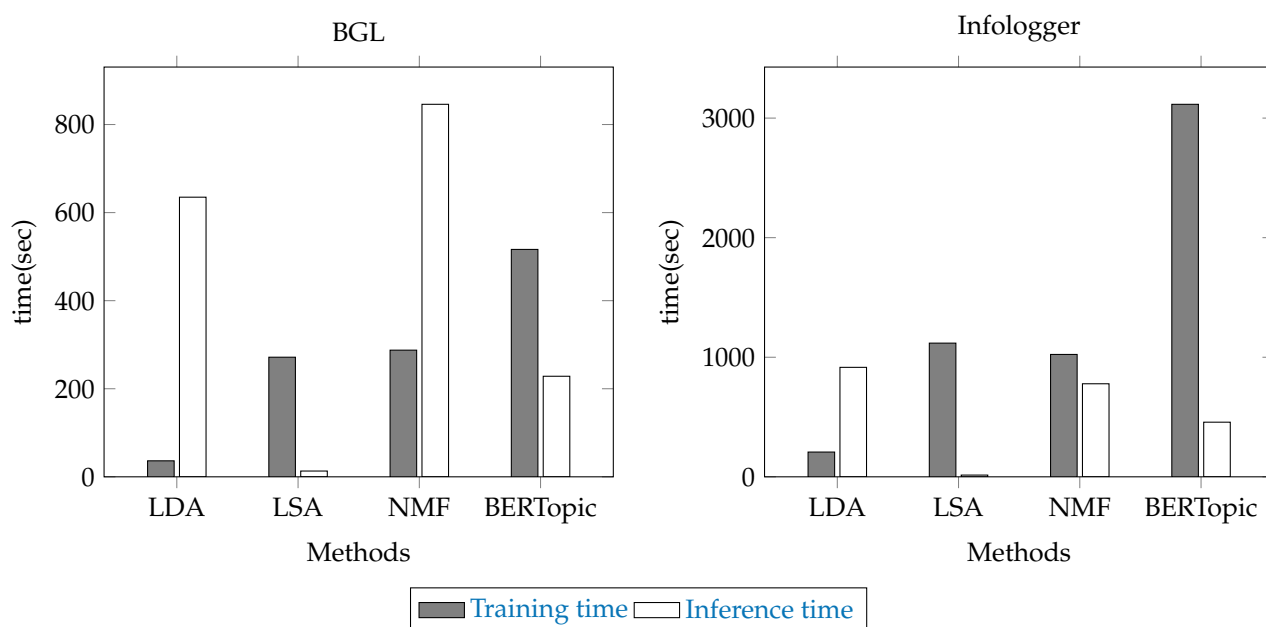 BGL
800
600
400
200
0
time(sec)
LDA LSA NMF BERTopic
Methods
Infologger
3000
2000
1000
0
time(sec)
LDA LSA NMF BERTopic
Methods
Training time Inference time